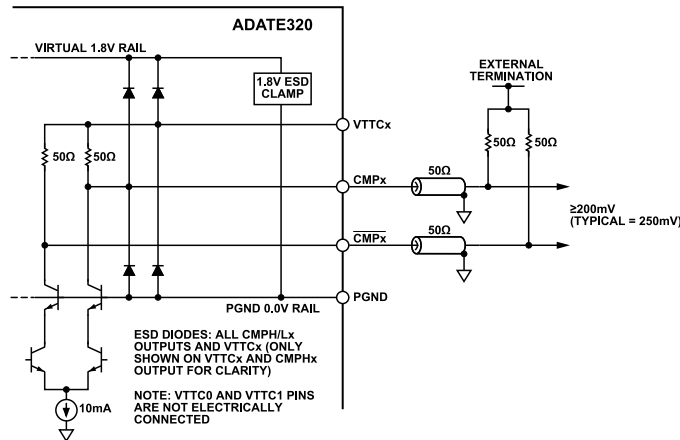 ADATE320
VIRTUAL 1.8V RAIL
1.8V ESD
CLAMP
EXTERNAL
TERMINATION
VTTCx
50Ω
50Ω
50Ω
50Ω
50Ω
CMPx
≥200mV
(TYPICAL = 250mV)
50Ω
CMPx
PGND 0.0V RAIL
PGND
ESD DIODES: ALL CMPH/Lx
OUTPUTS AND VTTCx (ONLY
SHOWN ON VTTCx AND CMPHx
OUTPUT FOR CLARITY)
NOTE: VTTC0 AND VTTC1 PINS
ARE NOT ELECTRICALLY
CONNECTED
10mA